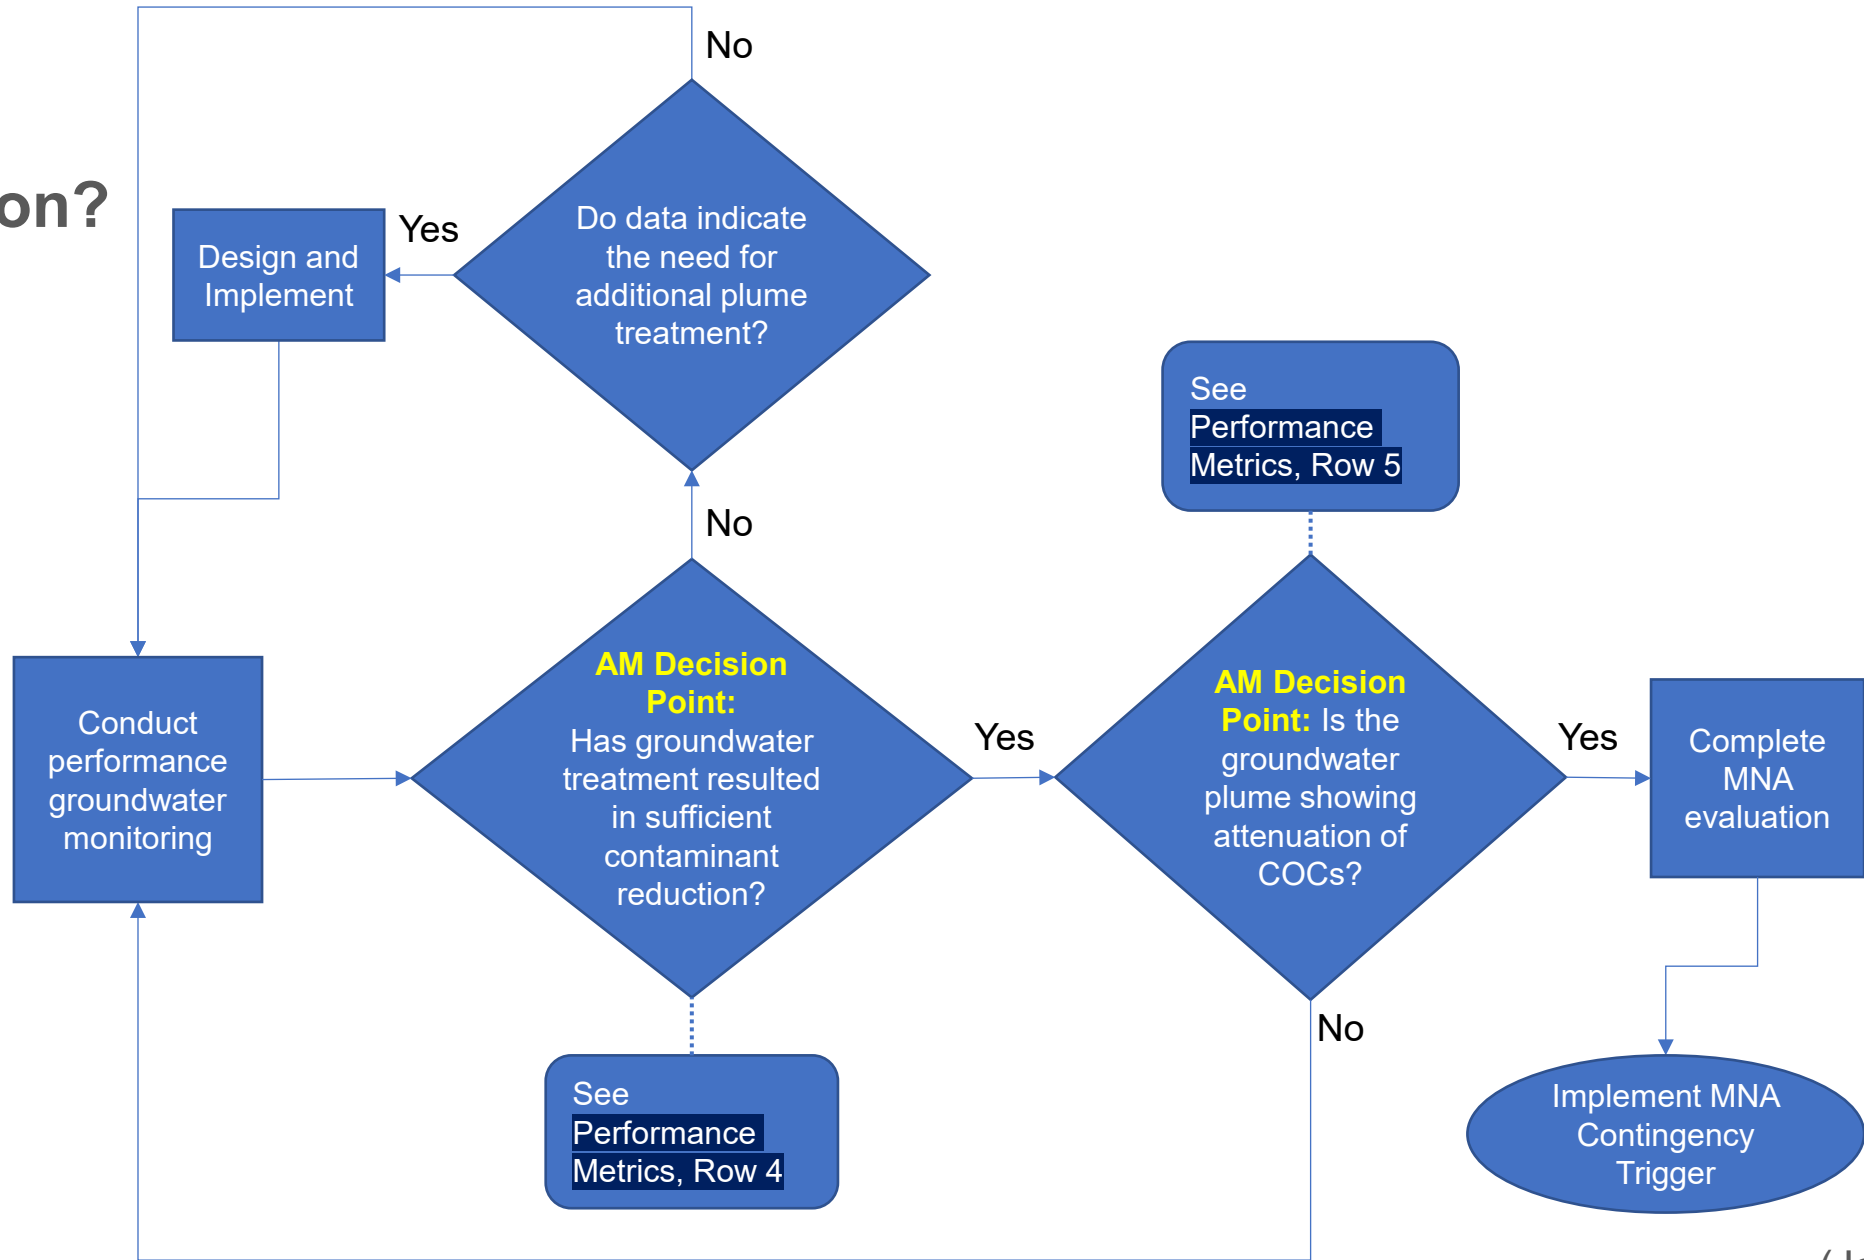 No
on?
Design and
Implement
Yes
Do data indicate
the need for
additional plume
treatment?
See
Performance
Metrics, Row 5
No
Conduct
performance
groundwater
monitoring
AM Decision
Point:
Has groundwater
treatment resulted
in sufficient
contaminant
reduction?
Yes
AM Decision
Point: Is the
groundwater
plume showing
attenuation of
COCs?
Yes
Complete
MNA
evaluation
No
See
Performance
Metrics, Row 4
Implement MNA
Contingency
Trigger